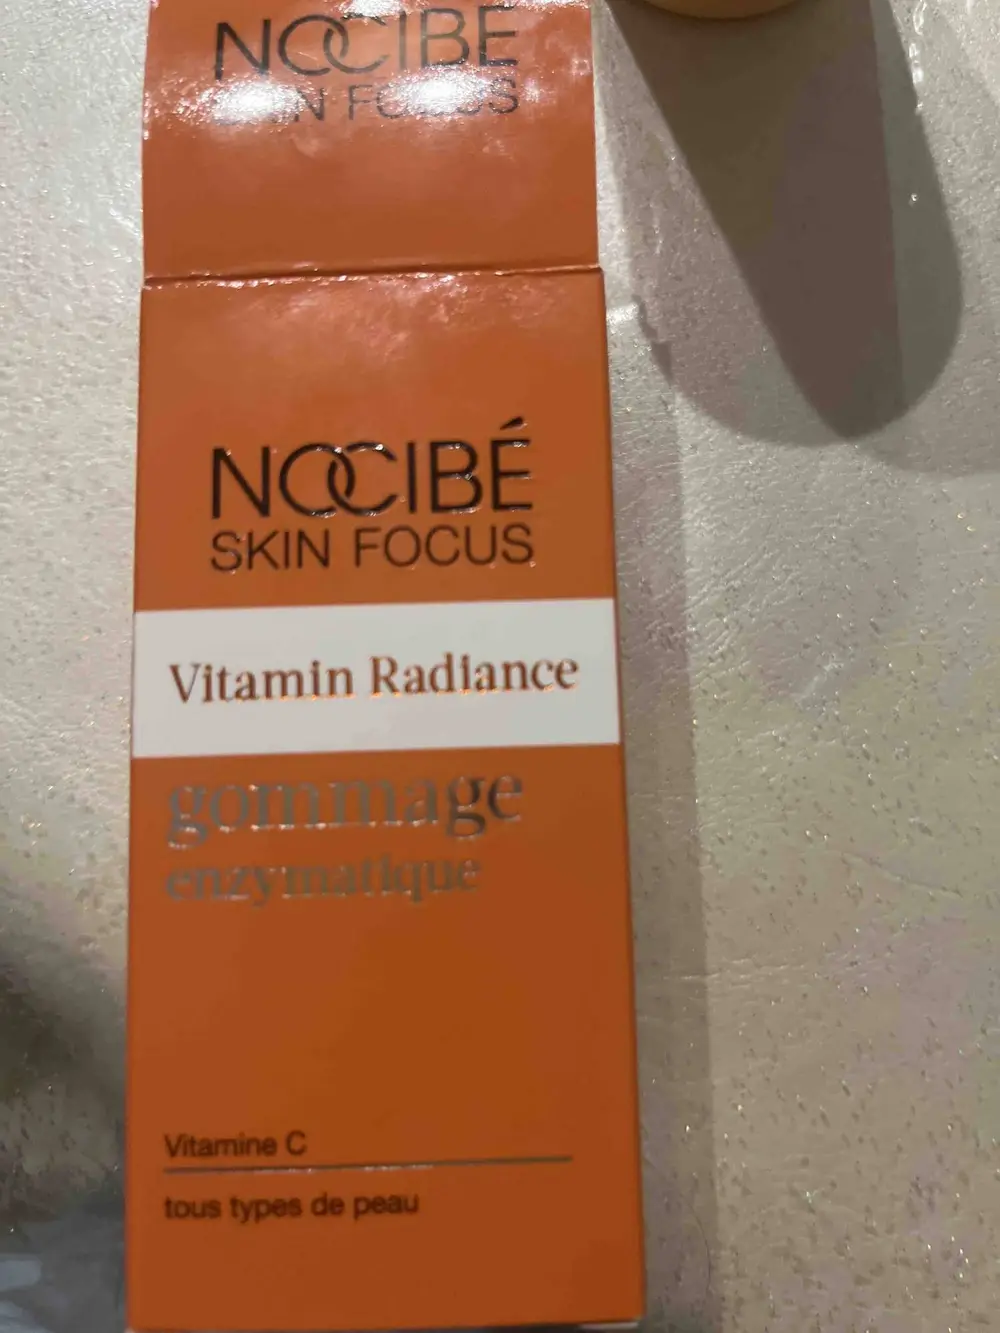 NOCIBÉ
SKIN FOCUS
NOCIBÉ
SKIN FOCUS
Vitamin Radiance
gommage
enzymatique
Vitamine C
tous types de peau